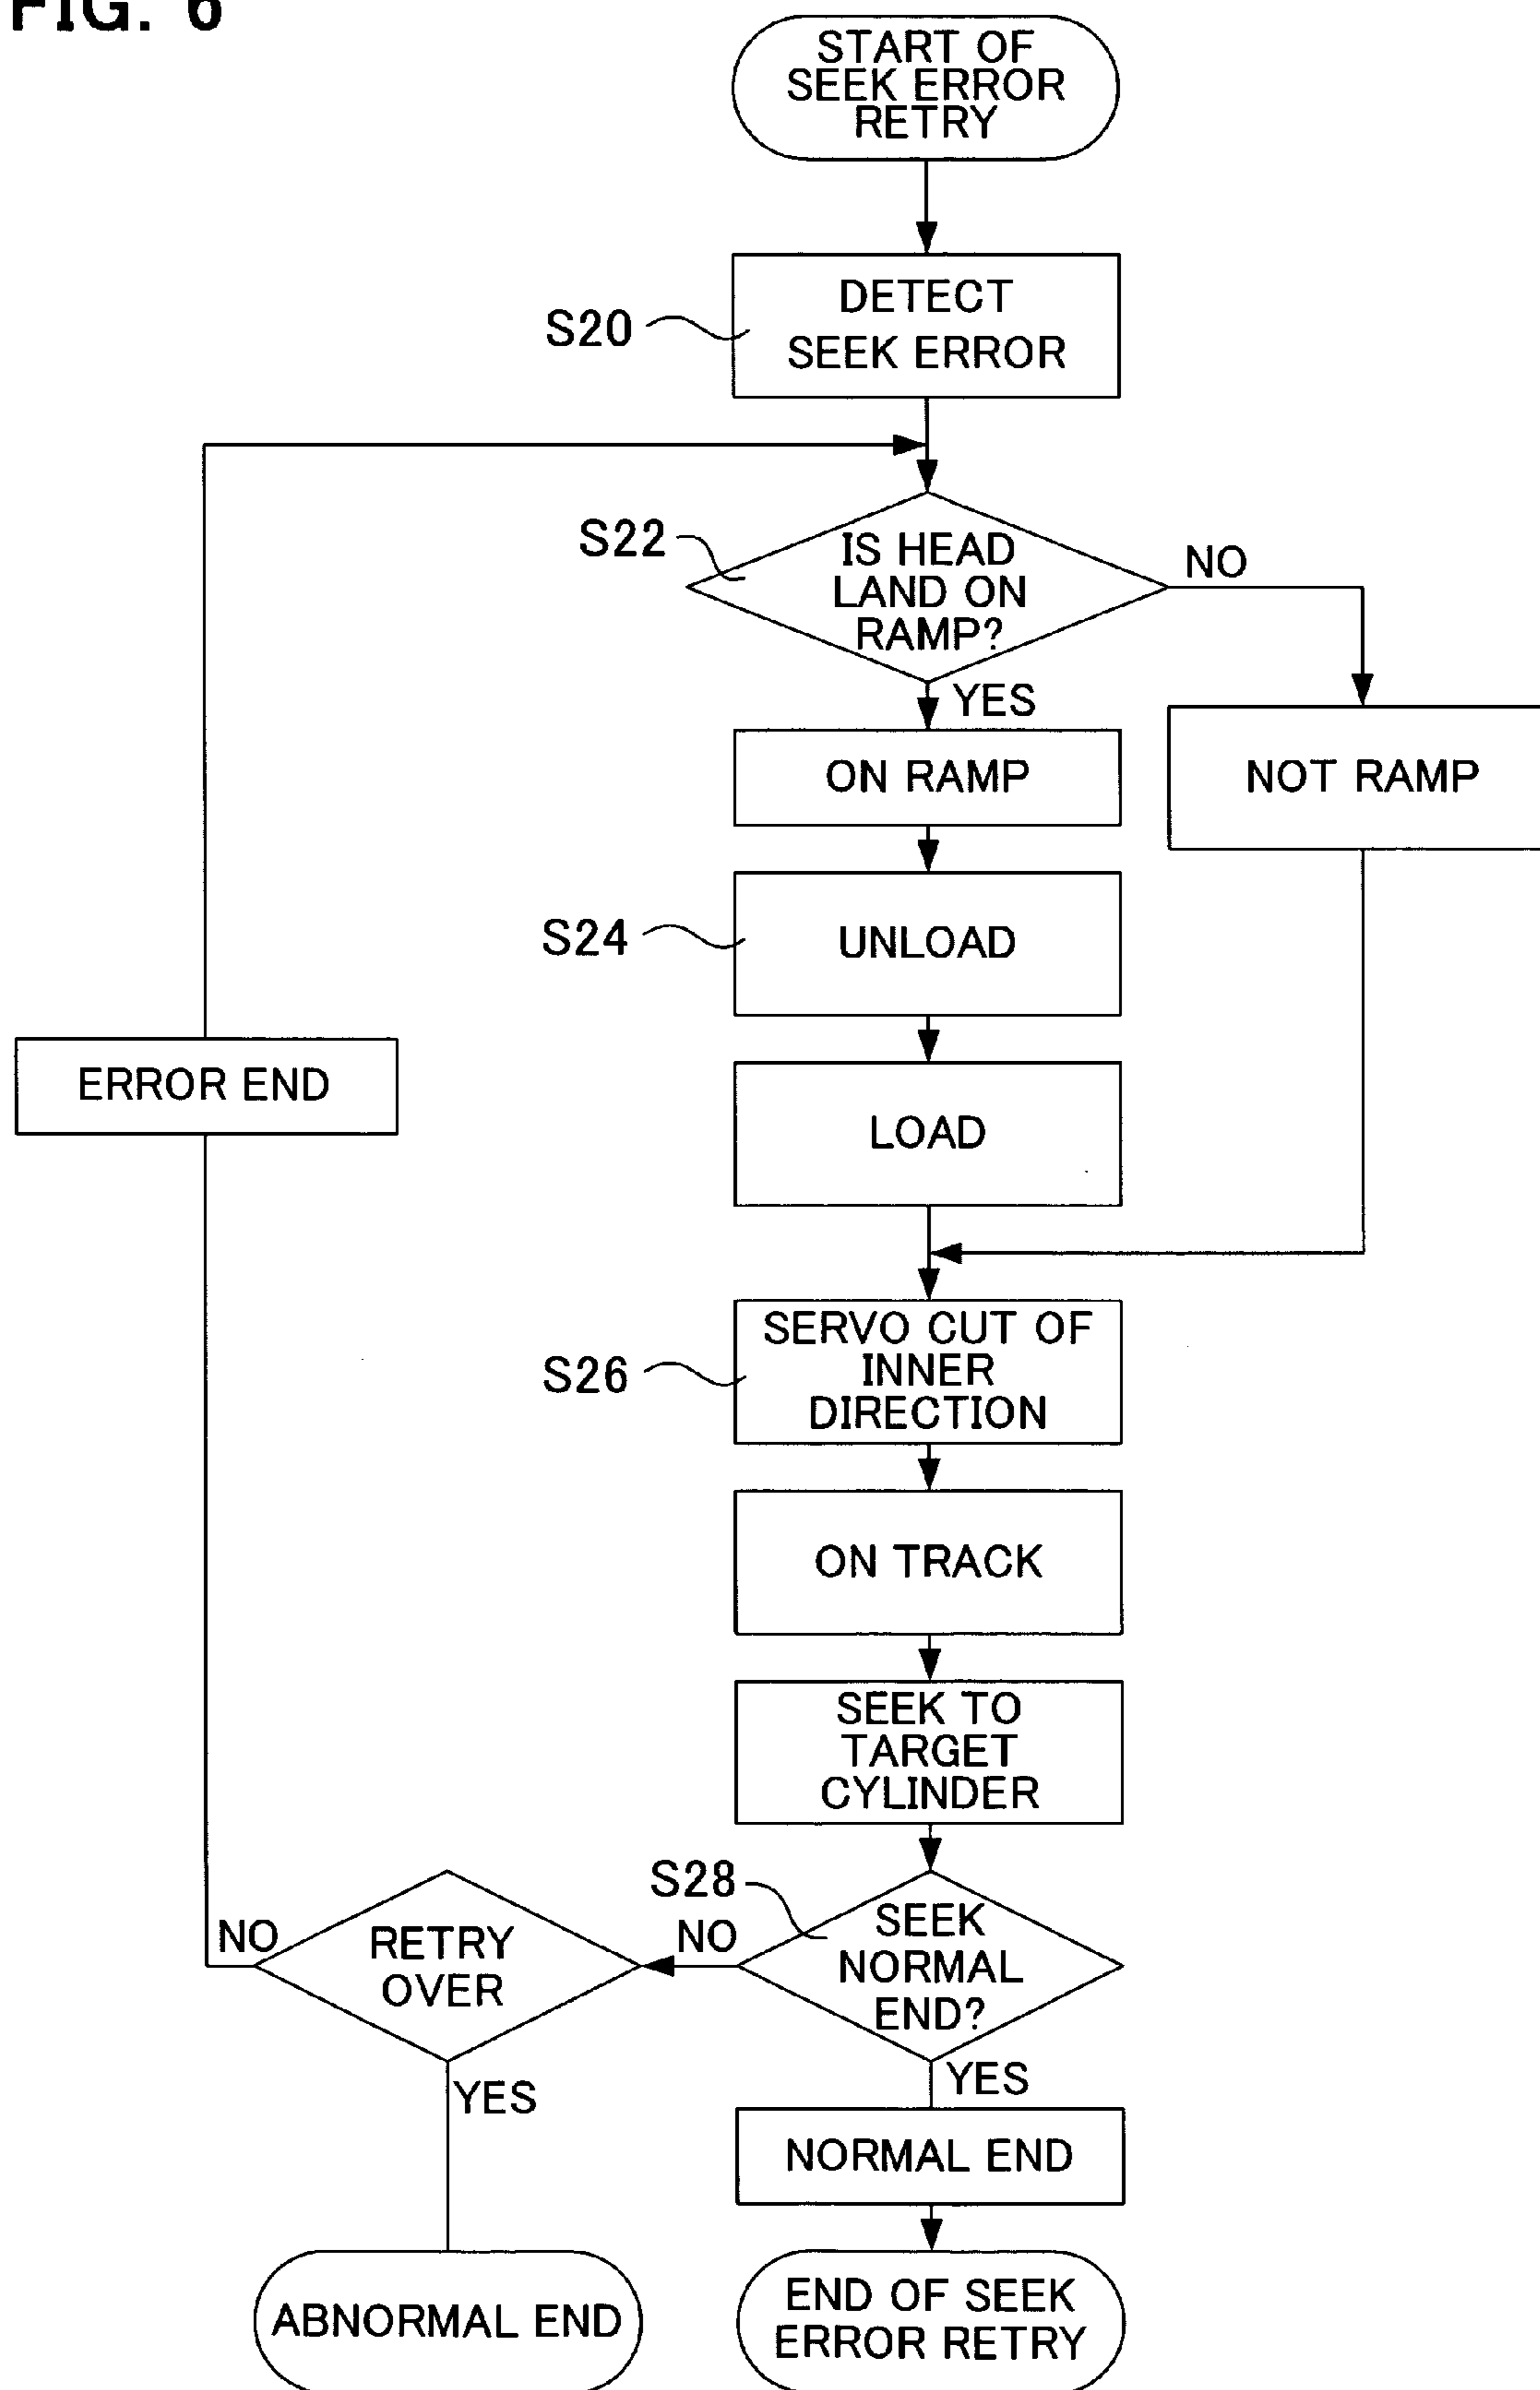 FIG. 6
START OF
SEEK ERROR
RETRY
S20
DETECT
SEEK ERROR
S22
IS HEAD
LAND ON
RAMP?
NO
YES
ON RAMP
NOT RAMP
S24
UNLOAD
ERROR END
LOAD
S26
SERVO CUT OF
INNER
DIRECTION
ON TRACK
SEEK TO
TARGET
CYLINDER
S28
SEEK
NORMAL
END?
NO
RETRY
OVER
NO
YES
YES
NORMAL END
ABNORMAL END
END OF SEEK
ERROR RETRY